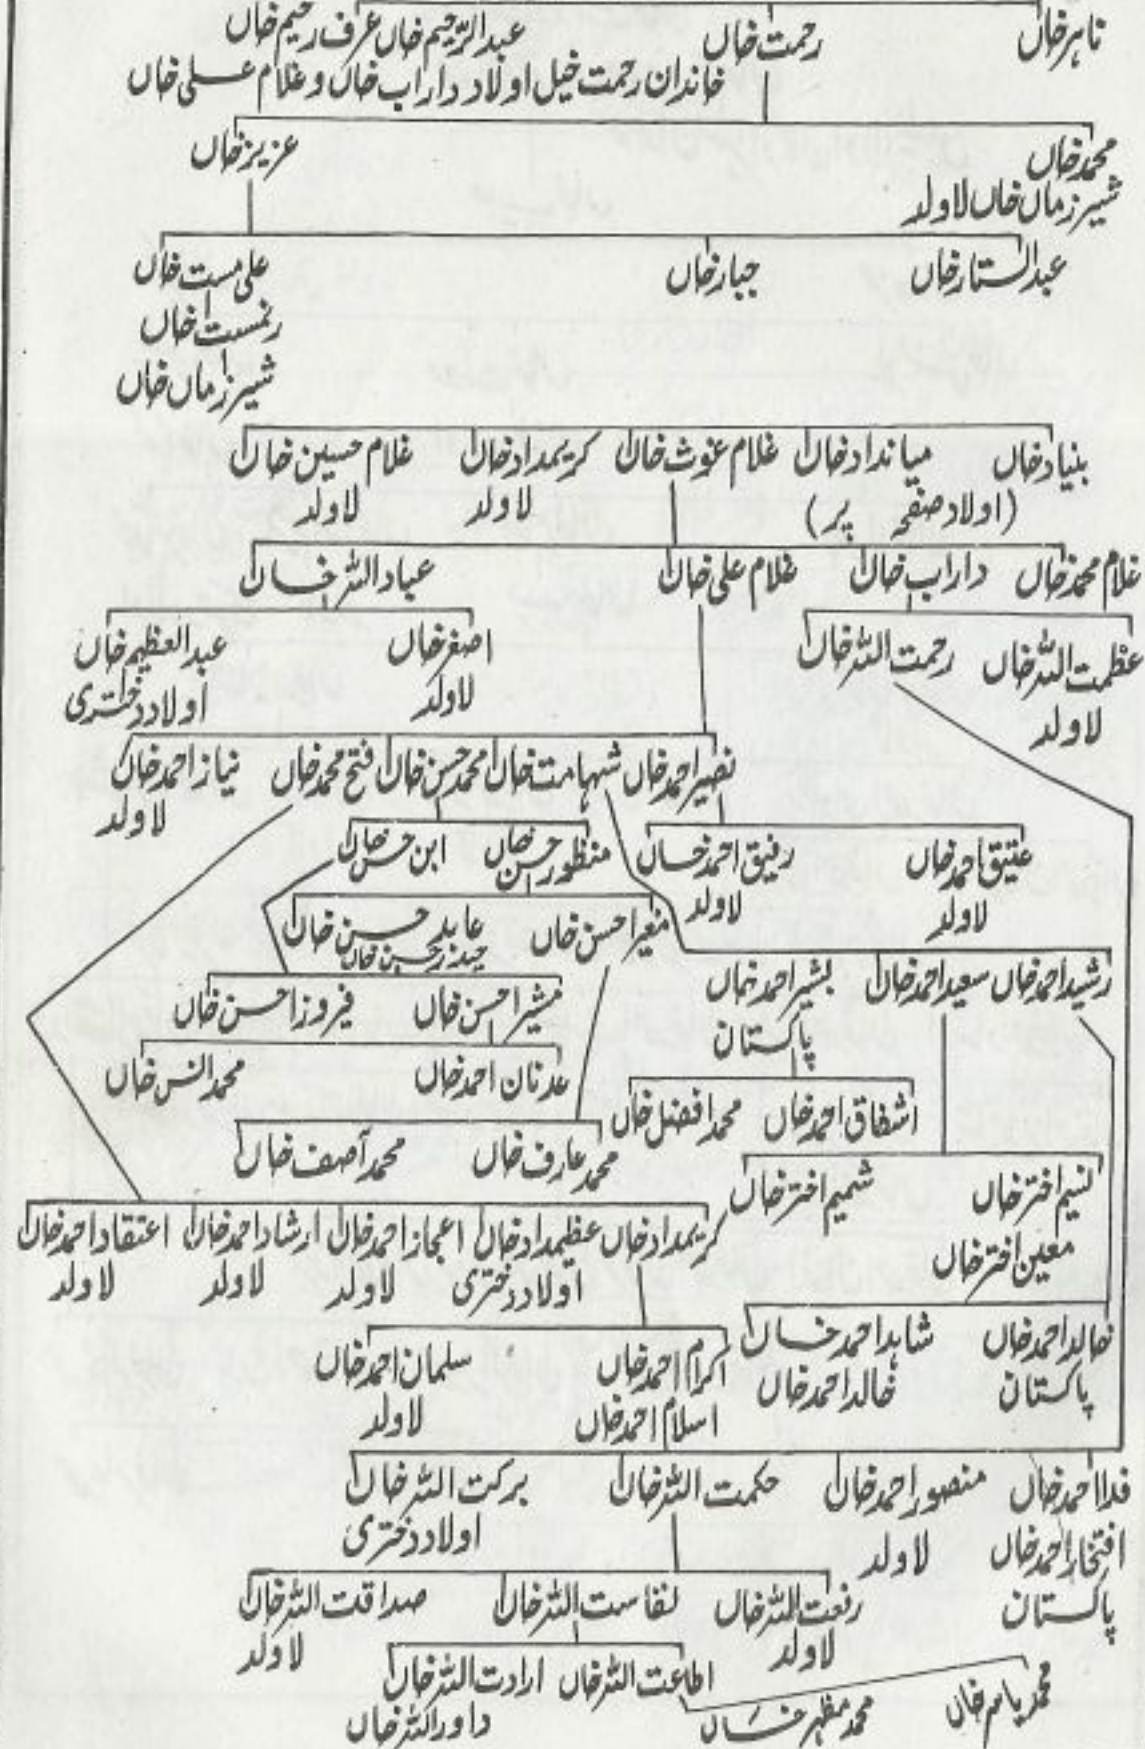 ناہر خاں رحمت خاں عبدالرحیم خاں عرف رحیم خاں
خاندان رحمت خیل اولاد داراب خاں و غلام علی خاں
محمد خاں عزیز خاں
شیر زماں خاں لاولد
عبدالستار خاں جبار خاں علی مست خاں
رنمست خاں
شیر زماں خاں
بنیاد خاں میانداد خاں غلام غوث خاں کریمداد خاں غلام حسین خاں
(اولاد صفحہ پر) لاولد لاولد
غلام محمد خاں داراب خاں غلام علی خاں عباداللہ خاں
عظمت اللہ خاں رحمت اللہ خاں اصغر خاں عبدالعظیم خاں
لاولد لاولد اولاد دختری
نصیر احمد خاں شہامت خاں محمد حسن خاں فتح محمد خاں نیاز احمد خاں
لاولد
عتیق احمد خاں رفیق احمد خاں منظور حسن خاں ابن حسن خاں
لاولد لاولد
منیر احسن خاں عابد حسن خاں
رشید احمد خاں سعید احمد خاں بشیر احمد خاں
پاکستان
مشیر احسن خاں فیروز احسن خاں
عدنان احمد خاں محمد انس خاں
اشفاق احمد خاں محمد افضل خاں
محمد عارف خاں محمد آصف خاں
نسیم اختر خاں شمیم اختر خاں
معین اختر خاں
کریمداد خاں عظیمداد خاں اعجاز احمد خاں ارشاد احمد خاں اعتقاد احمد خاں
اولاد دختری لاولد لاولد لاولد
خالد احمد خاں شاہد احمد خاں
پاکستان خالد احمد خاں
اکرام احمد خاں سلمان احمد خاں
اسلام احمد خاں لاولد
فدا احمد خاں منصور احمد خاں حکمت اللہ خاں برکت اللہ خاں
افتخار احمد خاں لاولد اولاد دختری
پاکستان
رفعت اللہ خاں نفاست اللہ خاں صداقت اللہ خاں
لاولد لاولد
اطاعت اللہ خاں ارادت اللہ خاں
داور اللہ خاں
محمد یاسر خاں محمد مظہر خاں